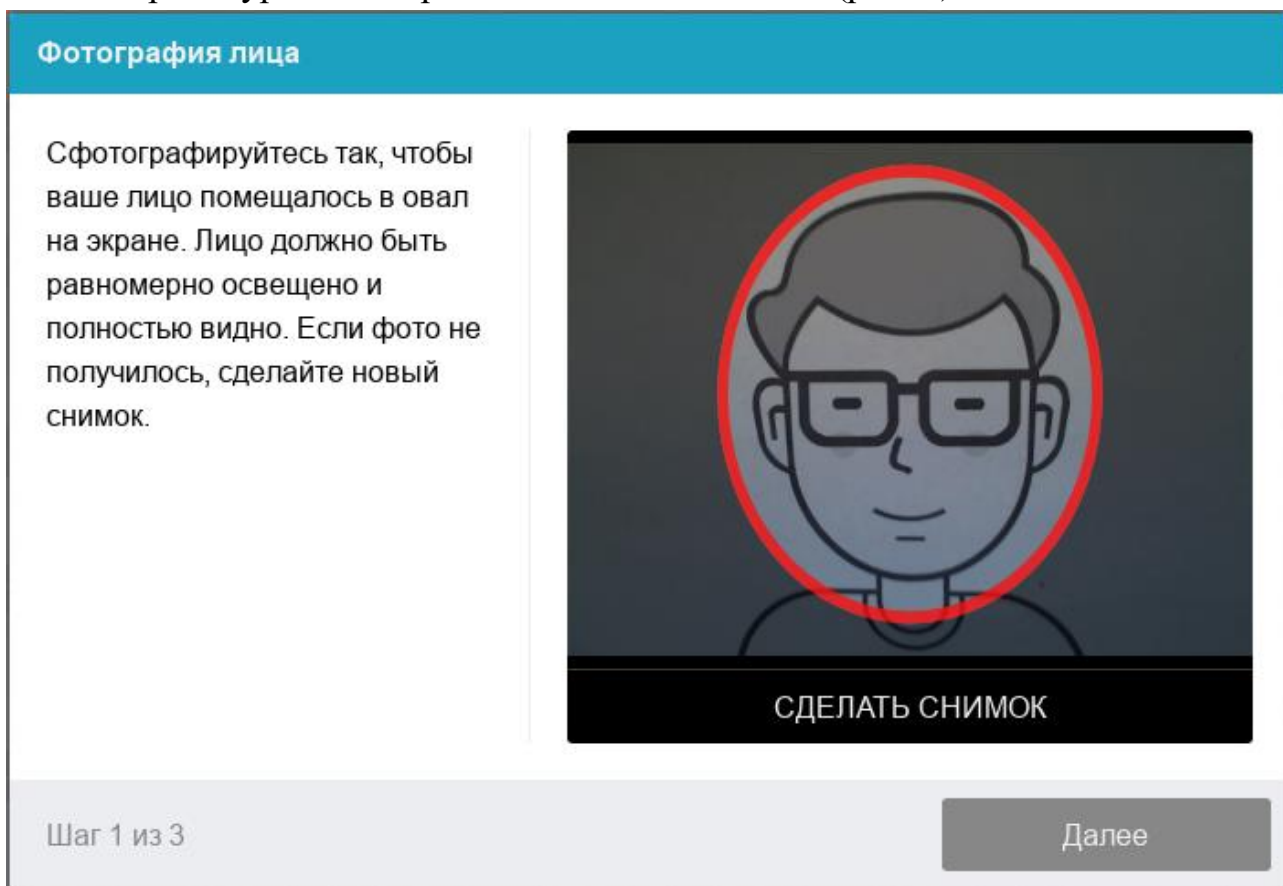 Фотография лица
Сфотографируйтесь так, чтобы
ваше лицо помещалось в овал
на экране. Лицо должно быть
равномерно освещено и
полностью видно. Если фото не
получилось, сделайте новый
снимок.
СДЕЛАТЬ СНИМОК
Шаг 1 из 3
Далее